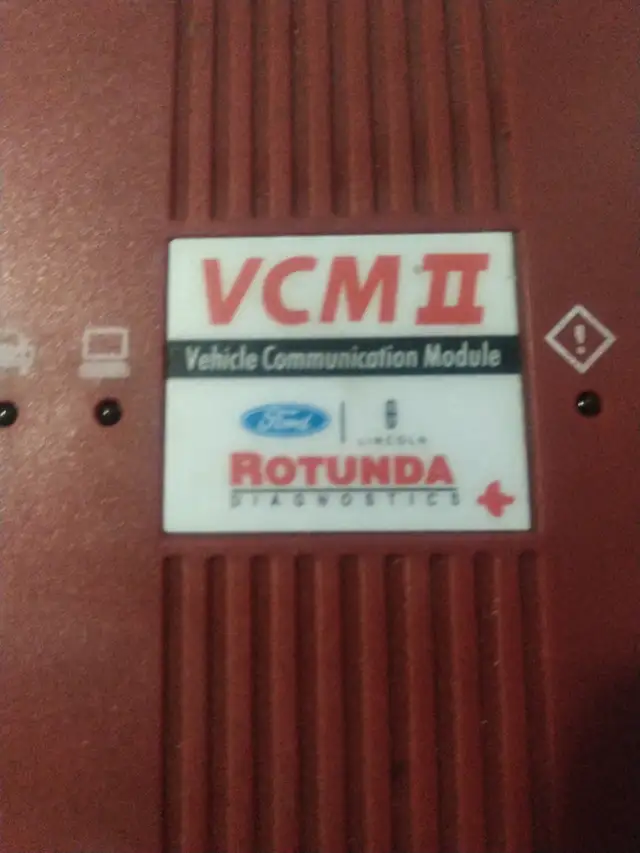 VCM II
Vehicle Communication Module
Ford
LINCOLN
ROTUNDA
DIAGNOSTICS
!